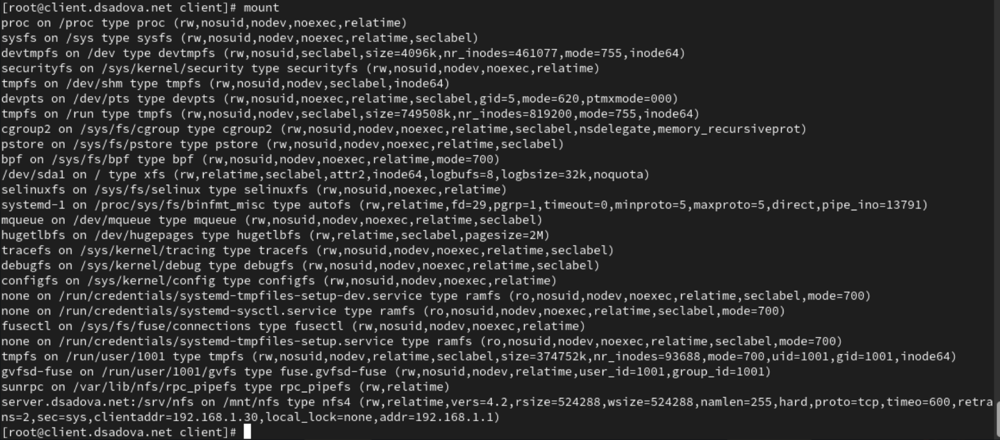 [root@client.dsadova.net client]# mount
proc on /proc type proc (rw,nosuid,nodev,noexec,relatime)
sysfs on /sys type sysfs (rw,nosuid,nodev,noexec,relatime,seclabel)
devtmpfs on /dev type devtmpfs (rw,nosuid,seclabel,size=4096k,nr_inodes=461077,mode=755,inode64)
securityfs on /sys/kernel/security type securityfs (rw,nosuid,nodev,noexec,relatime)
tmpfs on /dev/shm type tmpfs (rw,nosuid,nodev,seclabel,inode64)
devpts on /dev/pts type devpts (rw,nosuid,noexec,relatime,seclabel,gid=5,mode=620,ptmxmode=000)
tmpfs on /run type tmpfs (rw,nosuid,nodev,seclabel,size=749508k,nr_inodes=819200,mode=755,inode64)
cgroup2 on /sys/fs/cgroup type cgroup2 (rw,nosuid,nodev,noexec,relatime,seclabel,nsdelegate,memory_recursiveprot)
pstore on /sys/fs/pstore type pstore (rw,nosuid,nodev,noexec,relatime,seclabel)
bpf on /sys/fs/bpf type bpf (rw,nosuid,nodev,noexec,relatime,mode=700)
/dev/sda1 on / type xfs (rw,relatime,seclabel,attr2,inode64,logbufs=8,logbsize=32k,noquota)
selinuxfs on /sys/fs/selinux type selinuxfs (rw,nosuid,noexec,relatime)
systemd-1 on /proc/sys/fs/binfmt_misc type autofs (rw,relatime,fd=29,pgrp=1,timeout=0,minproto=5,maxproto=5,direct,pipe_ino=13791)
mqueue on /dev/mqueue type mqueue (rw,nosuid,nodev,noexec,relatime,seclabel)
hugetlbfs on /dev/hugepages type hugetlbfs (rw,relatime,seclabel,pagesize=2M)
tracefs on /sys/kernel/tracing type tracefs (rw,nosuid,nodev,noexec,relatime,seclabel)
debugfs on /sys/kernel/debug type debugfs (rw,nosuid,nodev,noexec,relatime,seclabel)
configfs on /sys/kernel/config type configfs (rw,nosuid,nodev,noexec,relatime)
none on /run/credentials/systemd-tmpfiles-setup-dev.service type ramfs (ro,nosuid,nodev,noexec,relatime,seclabel,mode=700)
none on /run/credentials/systemd-sysctl.service type ramfs (ro,nosuid,nodev,noexec,relatime,seclabel,mode=700)
fusectl on /sys/fs/fuse/connections type fusectl (rw,nosuid,nodev,noexec,relatime)
none on /run/credentials/systemd-tmpfiles-setup.service type ramfs (ro,nosuid,nodev,noexec,relatime,seclabel,mode=700)
tmpfs on /run/user/1001 type tmpfs (rw,nosuid,nodev,relatime,seclabel,size=374752k,nr_inodes=93688,mode=700,uid=1001,gid=1001,inode64)
gvfsd-fuse on /run/user/1001/gvfs type fuse.gvfsd-fuse (rw,nosuid,nodev,relatime,user_id=1001,group_id=1001)
sunrpc on /var/lib/nfs/rpc_pipefs type rpc_pipefs (rw,relatime)
server.dsadova.net:/srv/nfs on /mnt/nfs type nfs4 (rw,relatime,vers=4.2,rsize=524288,wsize=524288,namlen=255,hard,proto=tcp,timeo=600,retra
ns=2,sec=sys,clientaddr=192.168.1.30,local_lock=none,addr=192.168.1.1)
[root@client.dsadova.net client]#